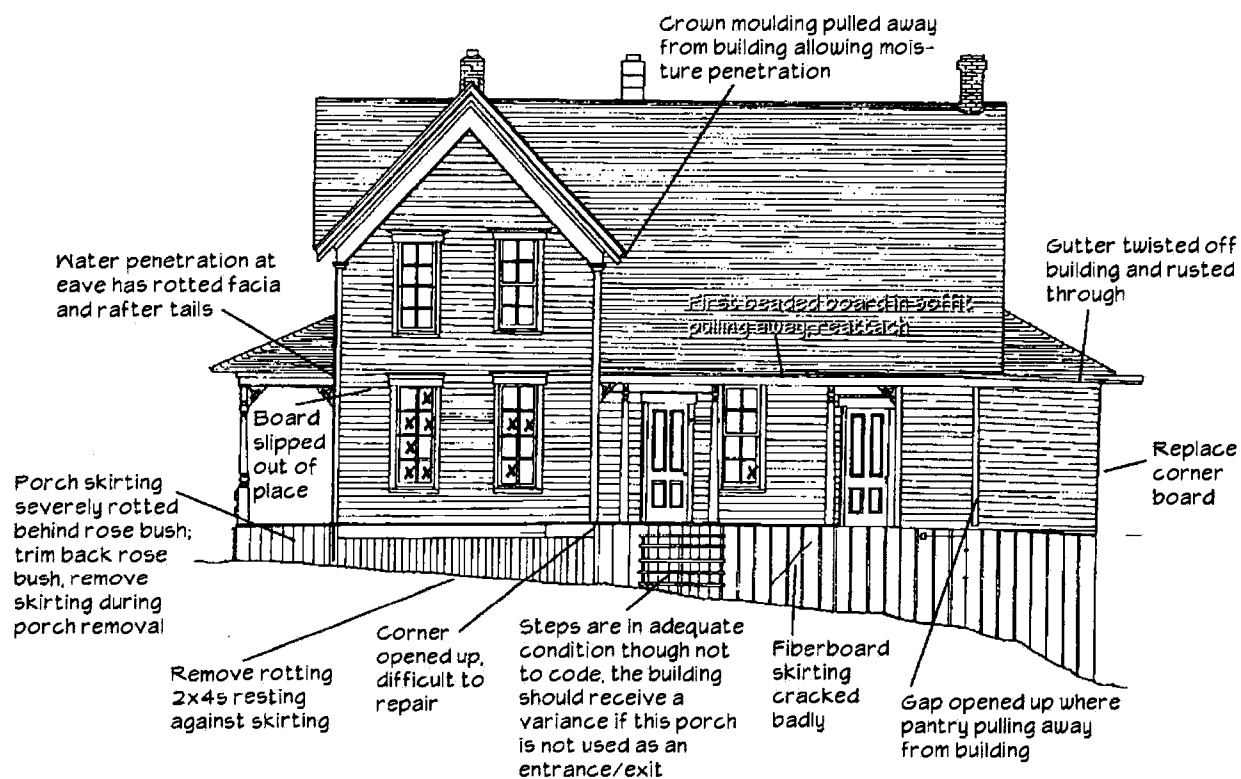 Crown moulding pulled away
from building allowing mois-
ture penetration
Water penetration at
eave has rotted facia
and rafter tails
Gutter twisted off
building and rusted
through
First beaded board in soffit
pulling away, reattach
Board
slipped
out of
place
Replace
corner
board
Porch skirting
severely rotted
behind rose bush;
trim back rose
bush, remove
skirting during
porch removal
Remove rotting
2x4s resting
against skirting
Corner
opened up,
difficult to
repair
Steps are in adequate
condition though not
to code, the building
should receive a
variance if this porch
is not used as an
entrance/exit
Fiberboard
skirting
cracked
badly
Gap opened up where
pantry pulling away
from building